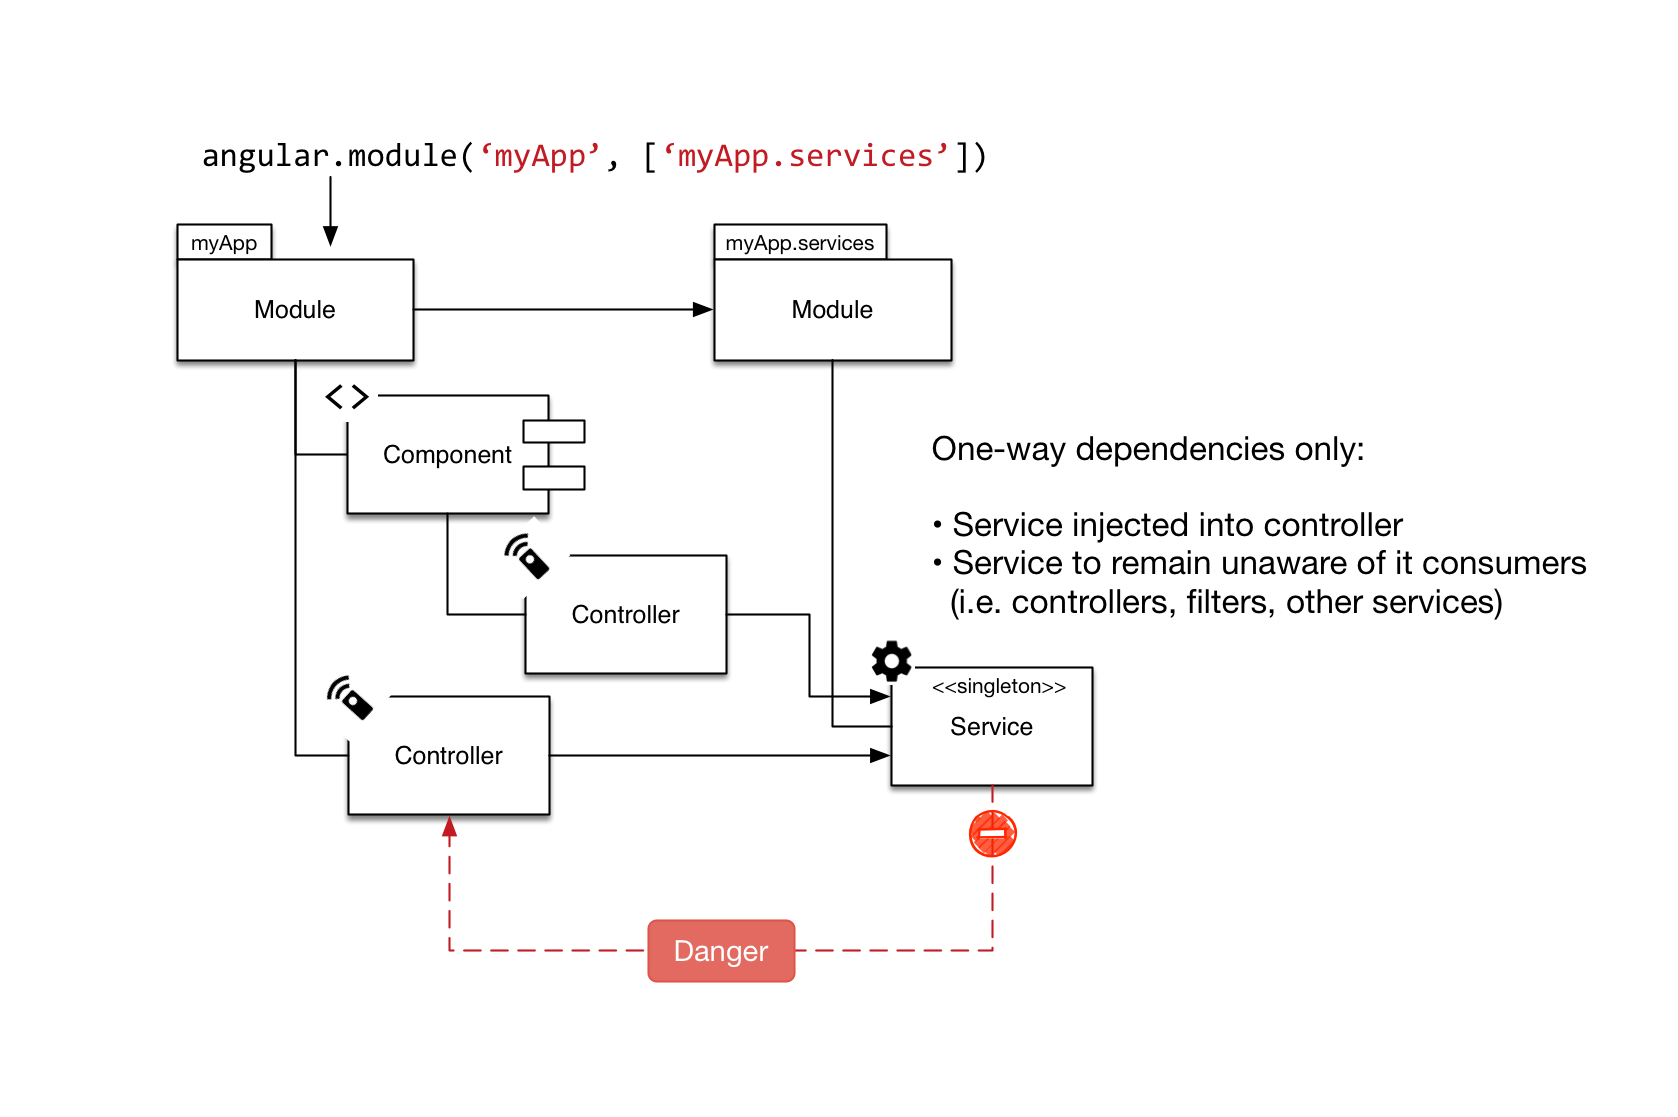 angular.module(‘myApp’, [‘myApp.services’])
myApp
myApp.services
Module
Module
Component
One-way dependencies only:
• Service injected into controller
• Service to remain unaware of it consumers
(i.e. controllers, filters, other services)
Controller
<<singleton>>
Service
Controller
Danger